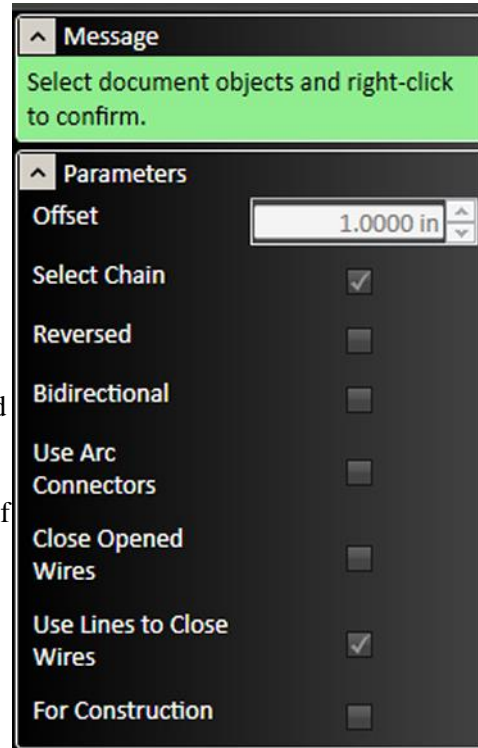 Message
Select document objects and right-click
to confirm.
Parameters
Offset 1.0000 in
Select Chain
Reversed
Bidirectional
Use Arc
Connectors
Close Opened
Wires
Use Lines to Close
Wires
For Construction